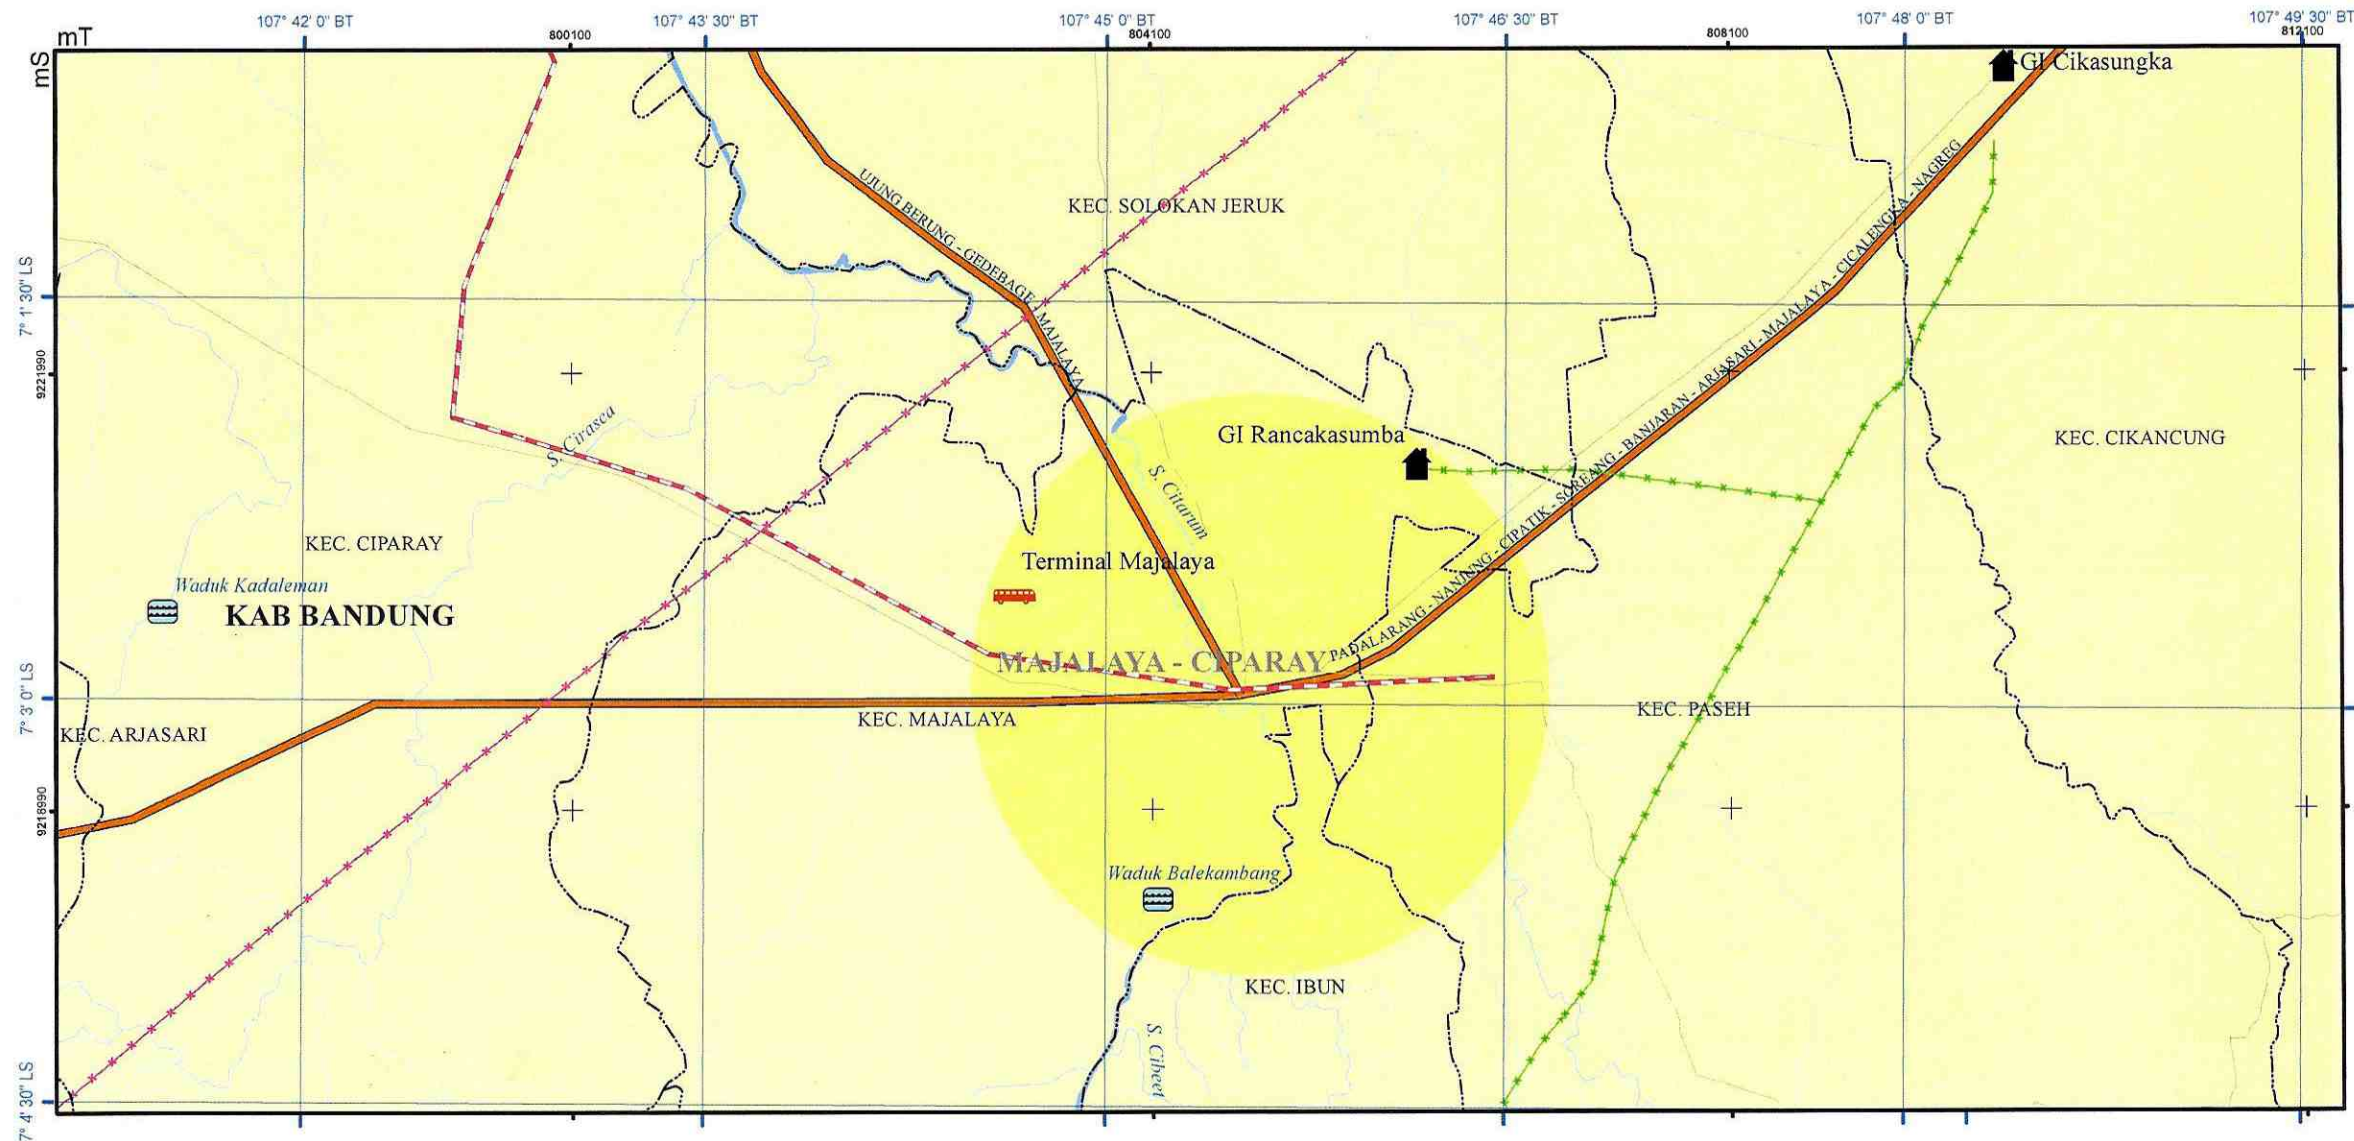 107° 42' 0" BT
107° 43' 30" BT
107° 45' 0" BT
107° 46' 30" BT
107° 48' 0" BT
107° 49' 30" BT
mT
800100
804100
808100
812100
mS
GI Cikasungka
UJUNG BERUNG - GEDEBAGE - MAJALAYA
KEC. SOLOKAN JERUK
7° 1' 30" LS
9221990
S. Cirasea
GI Rancakasumba
KEC. CIKANCUNG
S. Citarum
PADALARANG - NANJUNG - CIPATIK - SOREANG - BANJARAN - ARJASARI - MAJALAYA - CICALENGKA - NAGREG
KEC. CIPARAY
Terminal Majalaya
Waduk Kadaleman
KAB BANDUNG
MAJALAYA - CIPARAY
7° 3' 0" LS
KEC. MAJALAYA
KEC. PASEH
KEC. ARJASARI
9218990
Waduk Balekambang
KEC. IBUN
S. Cibeet
7° 4' 30" LS